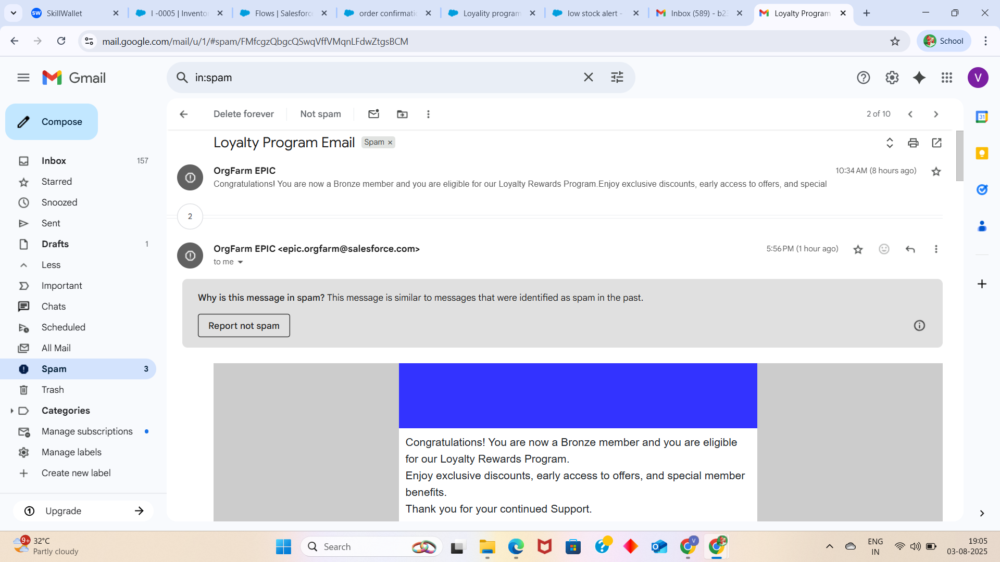 SkillWallet
I -0005 | Inventor
Flows | Salesforce
order confirmatio
Loyality program
low stock alert -
Inbox (589) - b23
Loyalty Program
mail.google.com/mail/u/1/#spam/FMfcgzQbgcQSwqVffVMqnLFdwZtgsBCM
School
Gmail
in:spam
V
Compose
Delete forever
Not spam
2 of 10
Loyalty Program Email
Spam ×
Inbox 157
Starred
Snoozed
Sent
Drafts 1
Less
Important
Chats
Scheduled
All Mail
Spam 3
Trash
Categories
Manage subscriptions
Manage labels
Create new label
Upgrade
OrgFarm EPIC
10:34 AM (8 hours ago)
Congratulations! You are now a Bronze member and you are eligible for our Loyalty Rewards Program.Enjoy exclusive discounts, early access to offers, and special
2
OrgFarm EPIC <epic.orgfarm@salesforce.com>
5:56 PM (1 hour ago)
to me
Why is this message in spam? This message is similar to messages that were identified as spam in the past.
Report not spam
Congratulations! You are now a Bronze member and you are eligible
for our Loyalty Rewards Program.
Enjoy exclusive discounts, early access to offers, and special member
benefits.
Thank you for your continued Support.
31
9+
32°C
Partly cloudy
Search
V
ENG
IN
19:05
03-08-2025